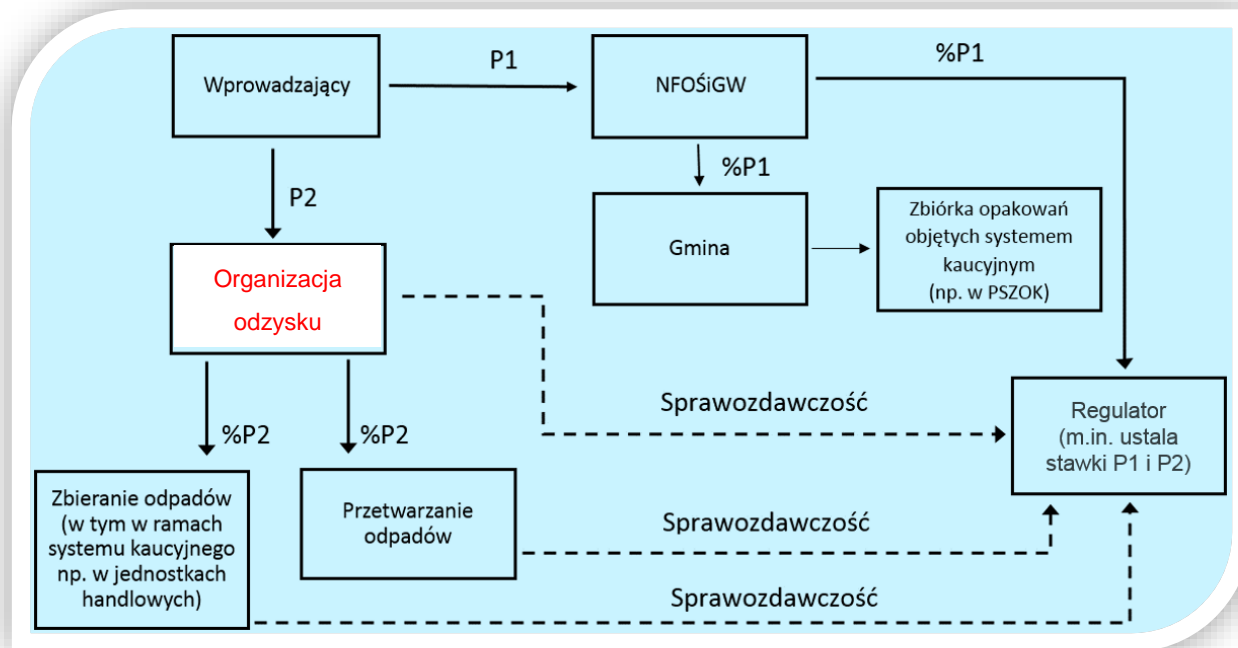 Wprowadzający
P1
NFOŚiGW
%P1
P2
%P1
Organizacja
odzysku
Gmina
Zbiórka opakowań
objętych systemem
kaucyjnym
(np. w PSZOK)
Sprawozdawczość
Regulator
(m.in. ustala
stawki P1 i P2)
%P2
%P2
Zbieranie odpadów
(w tym w ramach
systemu kaucyjnego
np. w jednostkach
handlowych)
Przetwarzanie
odpadów
Sprawozdawczość
Sprawozdawczość